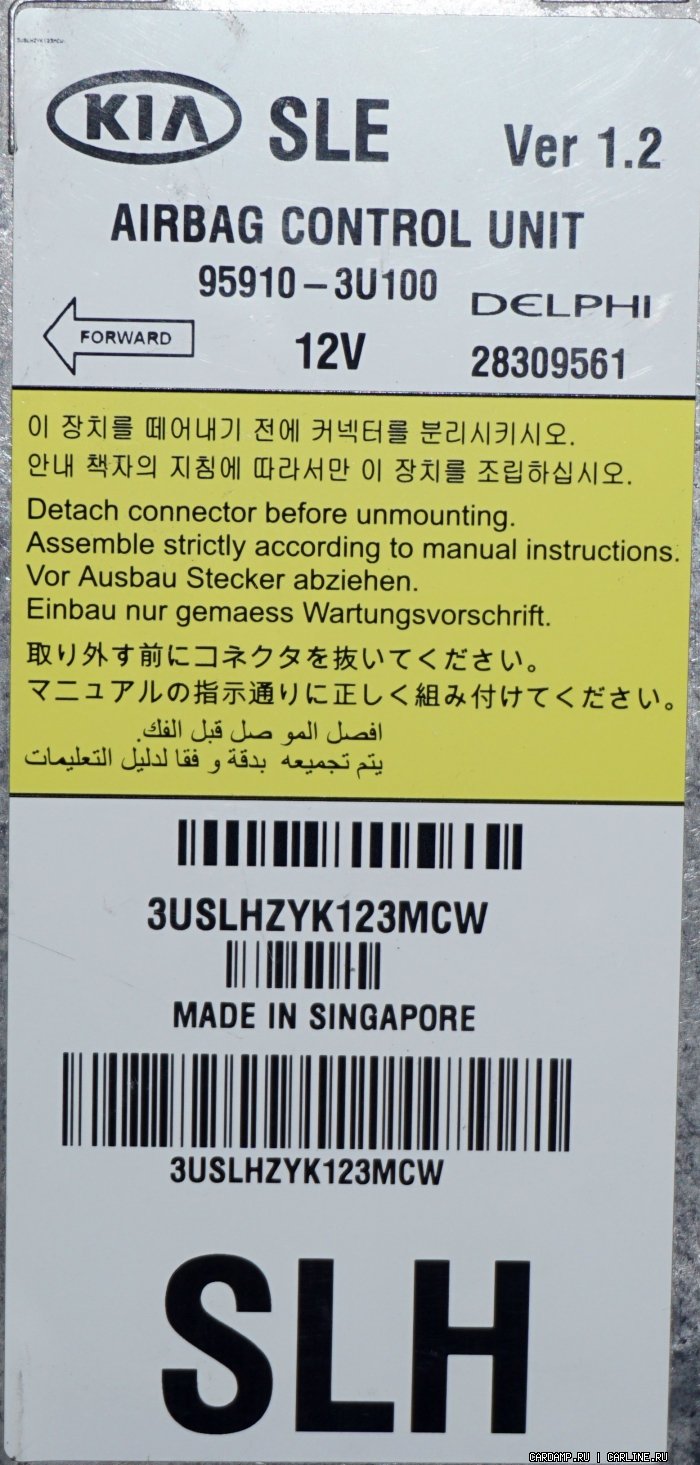 3USLHZYK123MCW
KIA SLE Ver 1.2
AIRBAG CONTROL UNIT
95910-3U100
DELPHI
FORWARD
12V
28309561
이 장치를 떼어내기 전에 커넥터를 분리시키시오.
안내 책자의 지침에 따라서만 이 장치를 조립하십시오.
Detach connector before unmounting.
Assemble strictly according to manual instructions.
Vor Ausbau Stecker abziehen.
Einbau nur gemaess Wartungsvorschrift.
取り外す前にコネクタを抜いてください。
マニュアルの指示通りに正しく組み付けてください。
افصل المو صل قبل الفك.
يتم تجميعه بدقة و فقا لدليل التعليمات
3USLHZYK123MCW
MADE IN SINGAPORE
3USLHZYK123MCW
SLH
CARDAMP.RU | CARLINE.RU